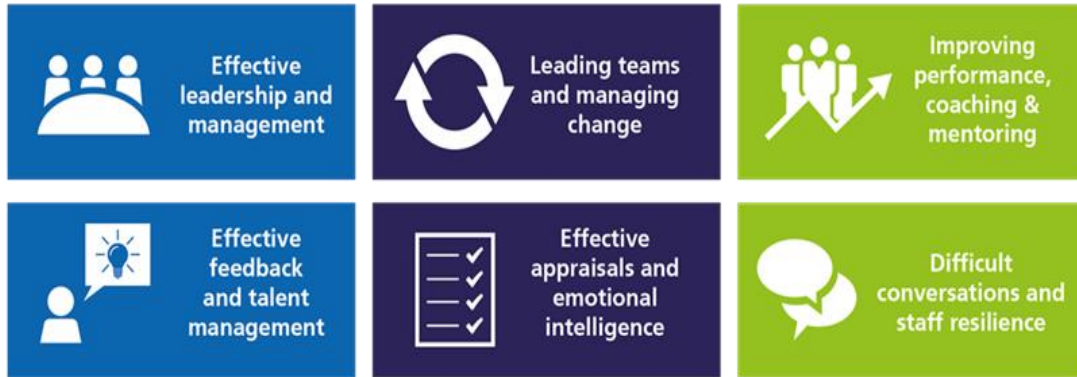 Effective
leadership and
management
Leading teams
and managing
change
Improving
performance,
coaching &
mentoring
Effective
feedback
and talent
management
Effective
appraisals and
emotional
intelligence
Difficult
conversations and
staff resilience